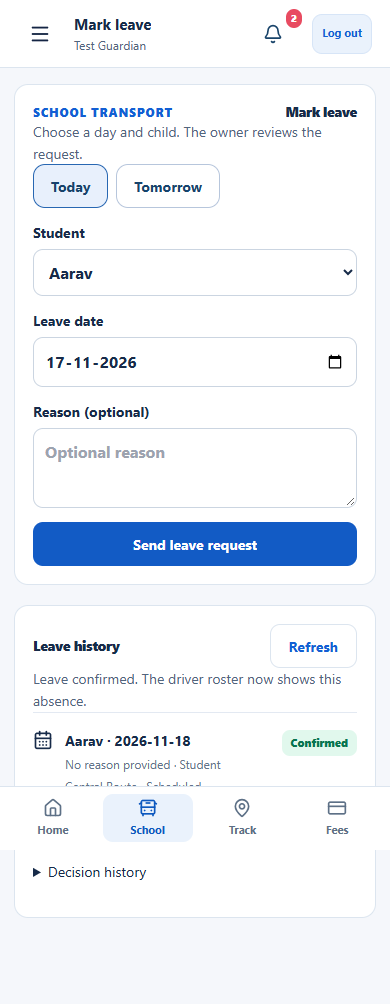 Mark leave
Test Guardian
2
Log out
SCHOOL TRANSPORT
Mark leave
Choose a day and child. The owner reviews the
request.
Today
Tomorrow
Student
Aarav
Leave date
17-11-2026
Reason (optional)
Optional reason
Send leave request
Leave history
Refresh
Leave confirmed. The driver roster now shows this
absence.
Aarav · 2026-11-18
Confirmed
No reason provided · Student
Central Route · Scheduled
Home
School
Track
Fees
Decision history